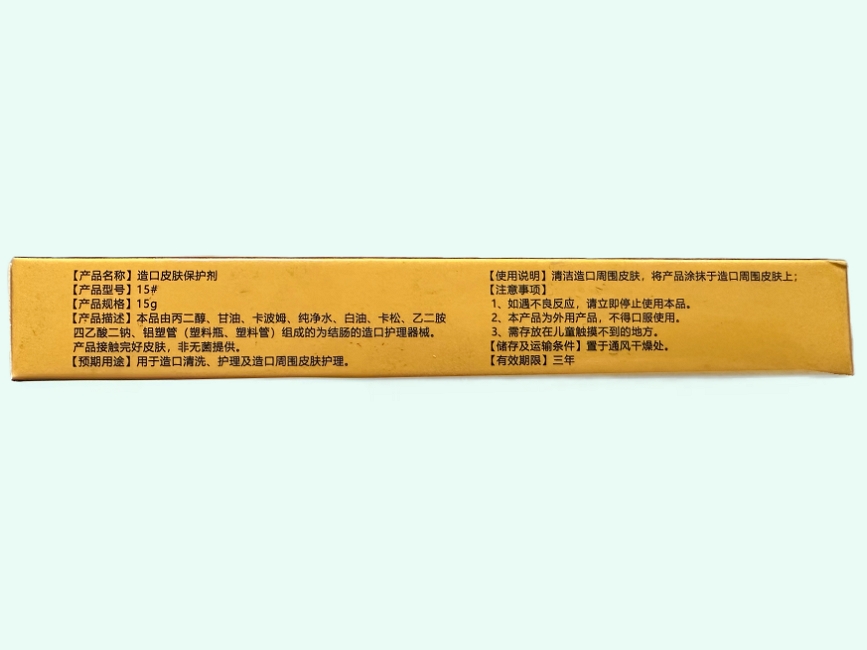 【产品名称】造口皮肤保护剂
【产品型号】15#
【产品规格】15g
【产品描述】本品由丙二醇、甘油、卡波姆、纯净水、白油、卡松、乙二胺
四乙酸二钠、铝塑管（塑料瓶、塑料管）组成的为结肠的造口护理器械。
产品接触完好皮肤，非无菌提供。
【预期用途】用于造口清洗、护理及造口周围皮肤护理。
【使用说明】清洁造口周围皮肤，将产品涂抹于造口周围皮肤上；
【注意事项】
1、如遇不良反应，请立即停止使用本品。
2、本产品为外用产品，不得口服使用。
3、需存放在儿童触摸不到的地方。
【储存及运输条件】置于通风干燥处。
【有效期限】三年